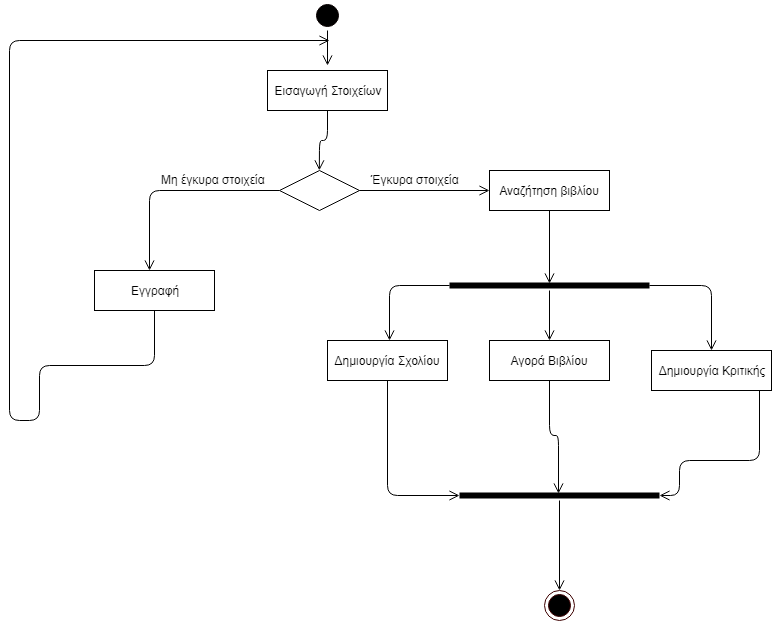 Εισαγωγή Στοιχείων
Μη έγκυρα στοιχεία
Έγκυρα στοιχεία
Αναζήτηση βιβλίου
Εγγραφή
Δημιουργία Σχολίου
Αγορά Βιβλίου
Δημιουργία Κριτικής